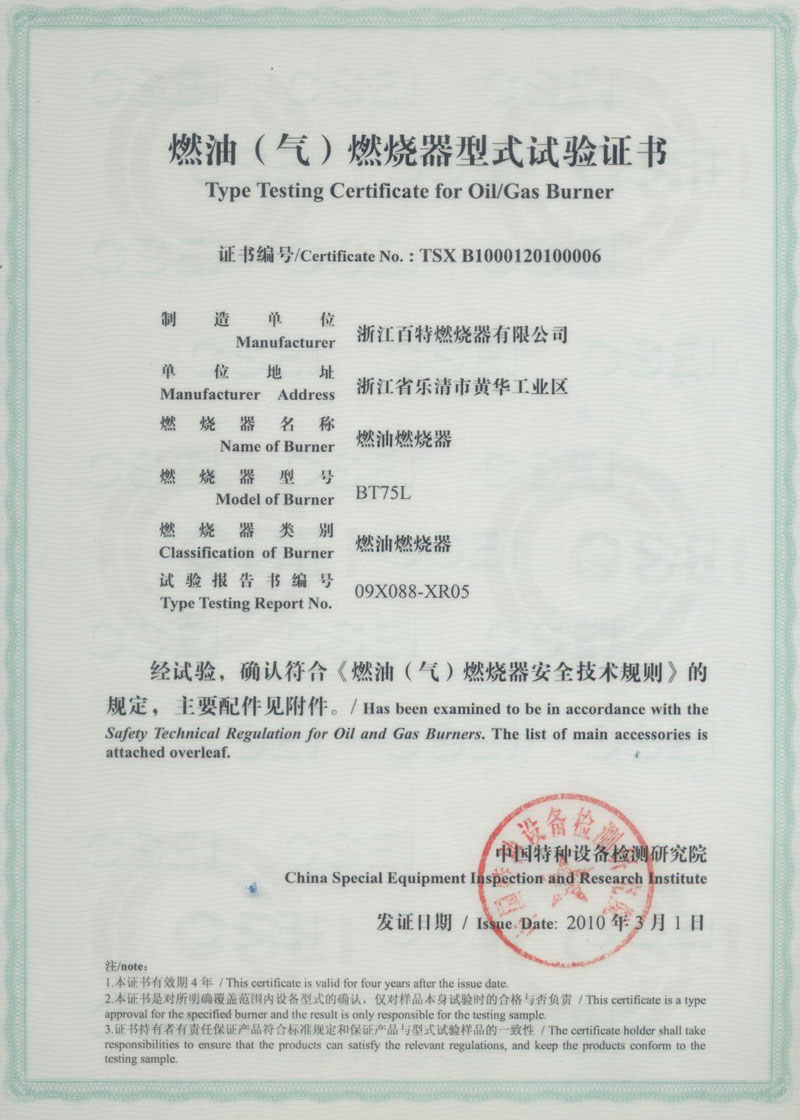 燃油（气）燃烧器型式试验证书
Type Testing Certificate for Oil/Gas Burner
证书编号/Certificate No. : TSX B1000120100006
制造单位
Manufacturer
浙江百特燃烧器有限公司
单位地址
Manufacturer Address
浙江省乐清市黄华工业区
燃烧器名称
Name of Burner
燃油燃烧器
燃烧器型号
Model of Burner
BT75L
燃烧器类别
Classification of Burner
燃油燃烧器
试验报告书编号
Type Testing Report No.
09X088-XR05
经试验，确认符合《燃油（气）燃烧器安全技术规则》的
规定，主要配件见附件。/ Has been examined to be in accordance with the
Safety Technical Regulation for Oil and Gas Burners. The list of main accessories is
attached overleaf.
中国特种设备检测研究院
China Special Equipment Inspection and Research Institute
发证日期 / Issue Date: 2010 年 3 月 1 日
注/note:
1.本证书有效期 4 年 / This certificate is valid for four years after the issue date.
2.本证书是对所明确覆盖范围内设备型式的确认，仅对样品本身试验时的合格与否负责 / This certificate is a type
approval for the specified burner and the result is only responsible for the testing sample.
3.证书持有者有责任保证产品符合标准规定和保证产品与型式试验样品的一致性 / The certificate holder shall take
responsibilities to ensure that the products can satisfy the relevant regulations, and keep the products conform to the
testing sample.